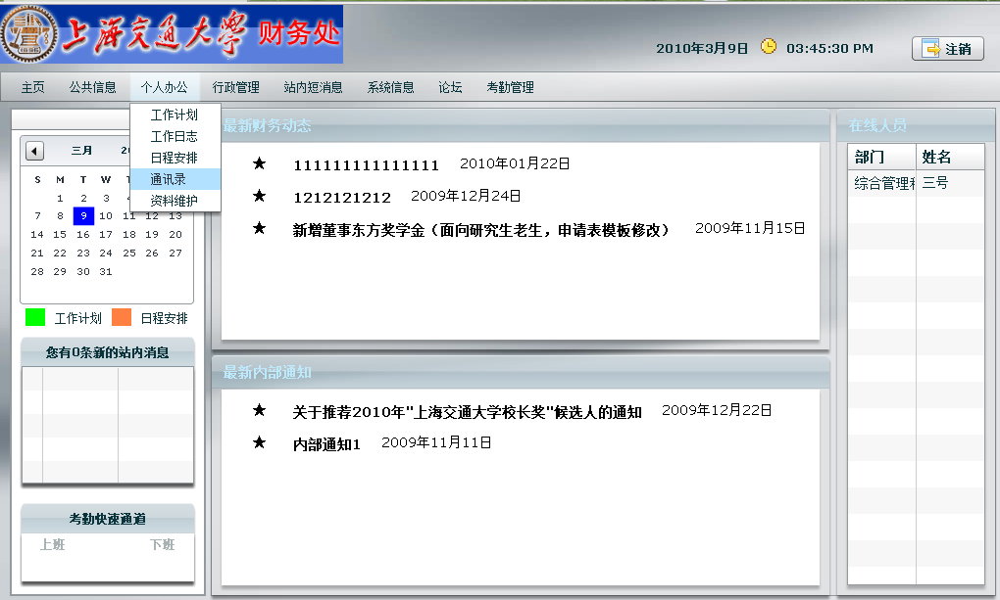 上海交通大学 财务处
1896
2010年3月9日 03:45:30 PM 注销
主页 公共信息 个人办公 行政管理 站内短消息 系统信息 论坛 考勤管理
工作计划
工作日志
日程安排
通讯录
资料维护
三月
S M T W
1 2 3
7 8 9 10 11 12 13
14 15 16 17 18 19 20
21 22 23 24 25 26 27
28 29 30 31
工作计划 日程安排
您有0条新的站内消息
考勤快速通道
上班 下班
最新财务动态
★ 111111111111111 2010年01月22日
★ 1212121212 2009年12月24日
★ 新增董事东方奖学金（面向研究生老生，申请表模板修改） 2009年11月15日
最新内部通知
★ 关于推荐2010年"上海交通大学校长奖"候选人的通知 2009年12月22日
★ 内部通知1 2009年11月11日
在线人员
部门 姓名
综合管理科 三号